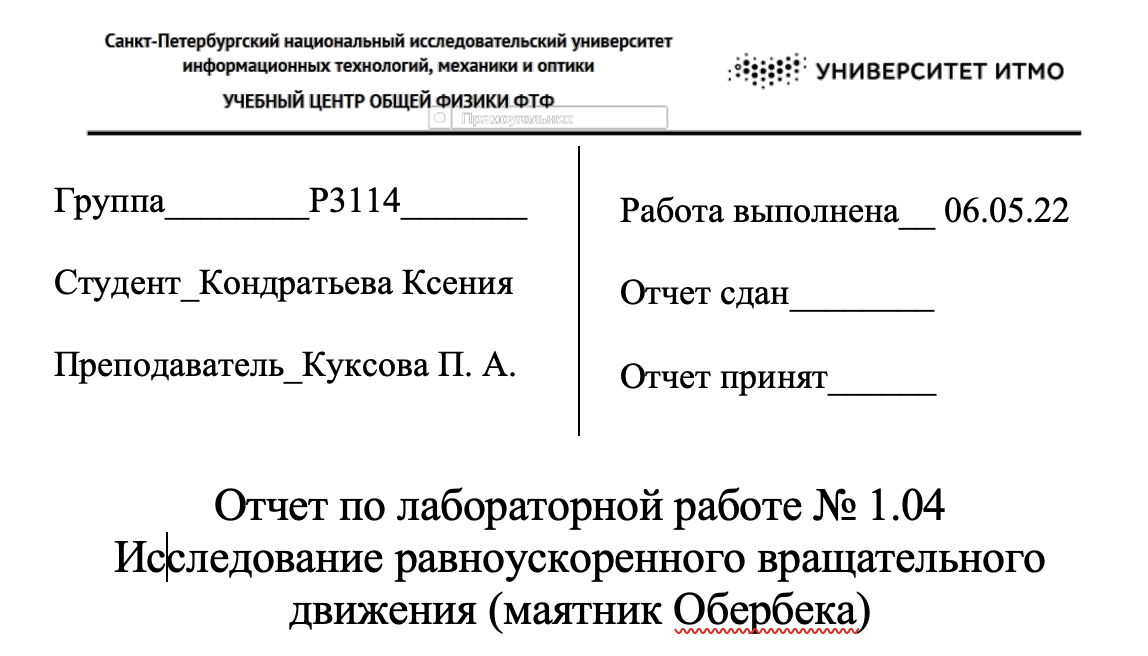 Санкт-Петербургский национальный исследовательский университет
информационных технологий, механики и оптики
УЧЕБНЫЙ ЦЕНТР ОБЩЕЙ ФИЗИКИ ФТФ
Прямоугольник
УНИВЕРСИТЕТ ИТМО
Группа________Р3114_______
Студент_Кондратьева Ксения
Преподаватель_Куксова П. А.
Работа выполнена__ 06.05.22
Отчет сдан________
Отчет принят______
Отчет по лабораторной работе № 1.04
Исследование равноускоренного вращательного
движения (маятник Обербека)